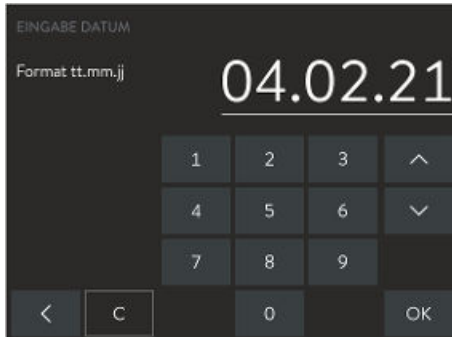 EINGABE DATUM
Format tt.mm.jj
04.02.21
1 2 3
4 5 6
7 8 9
C 0 OK